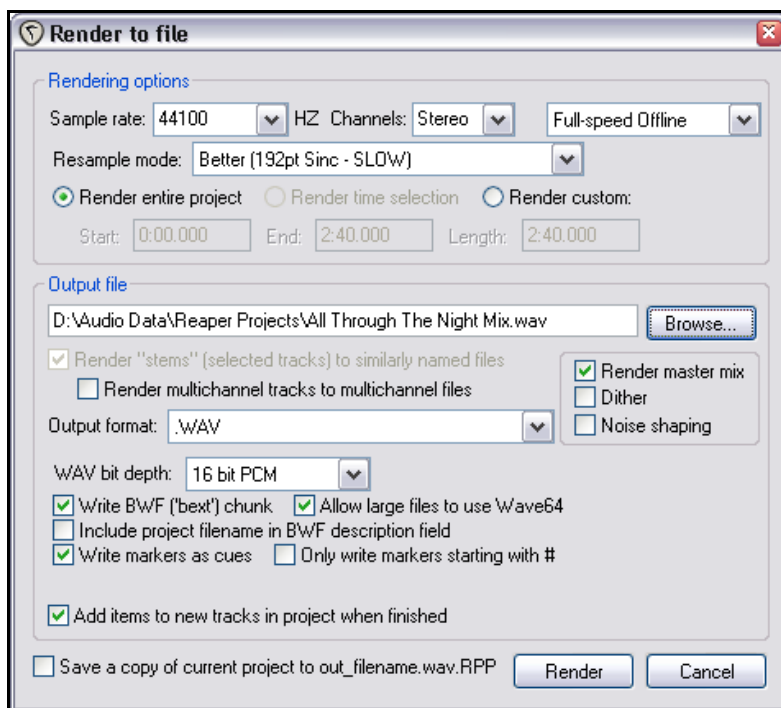 Render to file
Rendering options
Sample rate: 44100 HZ Channels: Stereo Full-speed Offline
Resample mode: Better (192pt Sinc - SLOW)
Render entire project Render time selection Render custom:
Start: 0:00.000 End: 2:40.000 Length: 2:40.000
Output file
D:\Audio Data\Reaper Projects\All Through The Night Mix.wav Browse...
Render "stems" (selected tracks) to similarly named files
Render master mix
Render multichannel tracks to multichannel files
Dither
Output format: .WAV
Noise shaping
WAV bit depth: 16 bit PCM
Write BWF ('bext') chunk Allow large files to use Wave64
Include project filename in BWF description field
Write markers as cues Only write markers starting with #
Add items to new tracks in project when finished
Save a copy of current project to out_filename.wav.RPP Render Cancel